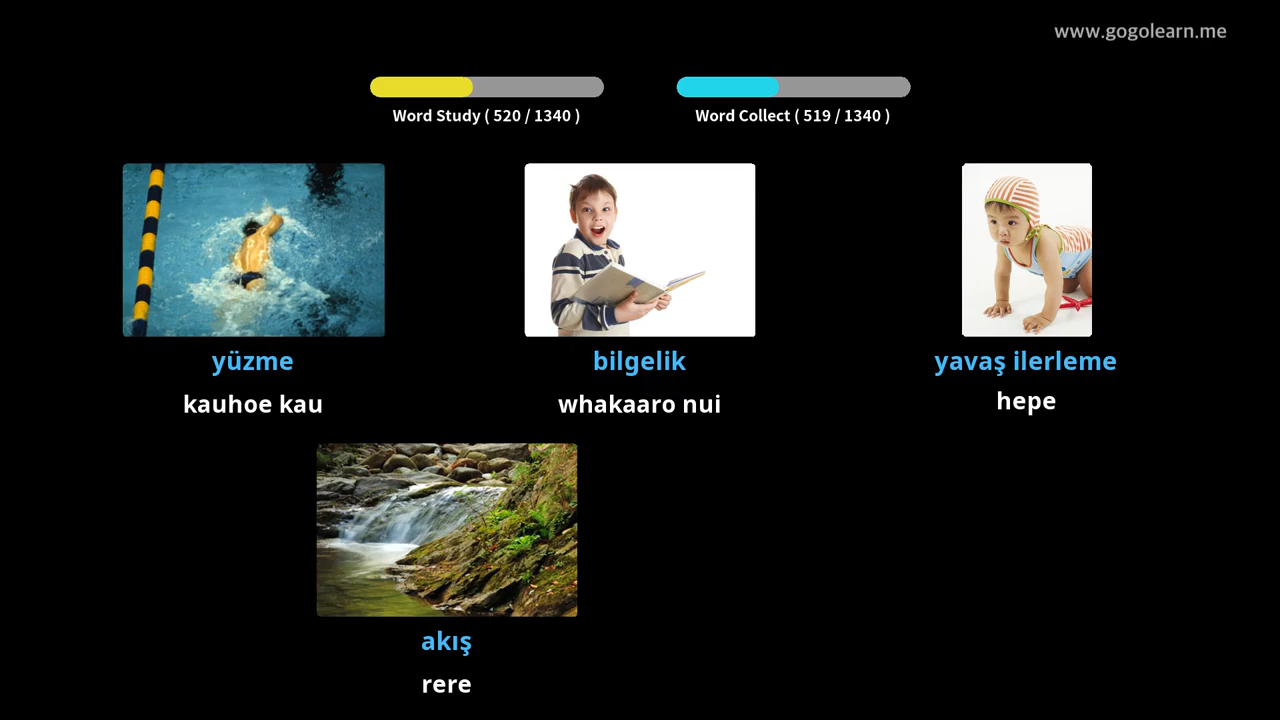 www.gogolearn.me
Word Study ( 520 / 1340 )
Word Collect ( 519 / 1340 )
yüzme
kauhoe kau
bilgelik
whakaaro nui
yavaş ilerleme
hepe
akış
rere